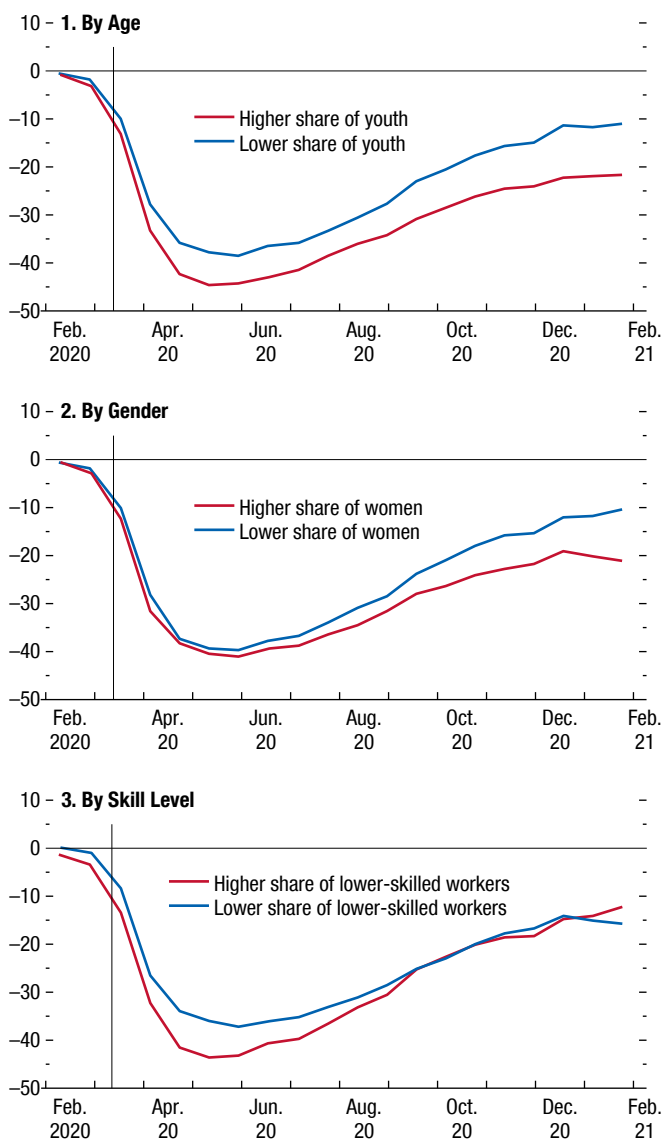 1. By Age
10
0
–10
–20
–30
–40
–50
Higher share of youth
Lower share of youth
Feb. Apr. Jun. Aug. Oct. Dec. Feb.
2020 20 20 20 20 20 21
2. By Gender
10
0
–10
–20
–30
–40
–50
Higher share of women
Lower share of women
Feb. Apr. Jun. Aug. Oct. Dec. Feb.
2020 20 20 20 20 20 21
3. By Skill Level
10
0
–10
–20
–30
–40
–50
Higher share of lower-skilled workers
Lower share of lower-skilled workers
Feb. Apr. Jun. Aug. Oct. Dec. Feb.
2020 20 20 20 20 20 21